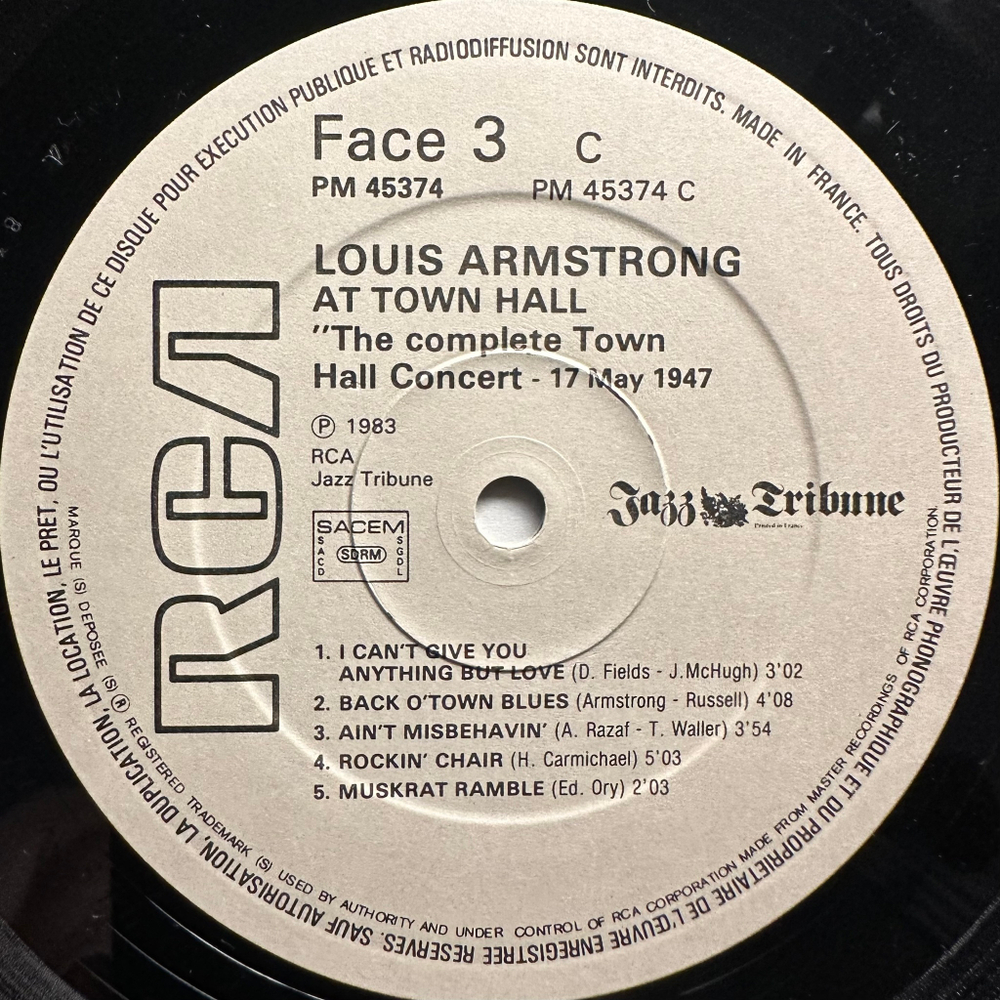 Face 3 C
PM 45374 PM 45374 C
LOUIS ARMSTRONG
AT TOWN HALL
"The complete Town
Hall Concert - 17 May 1947
Ⓟ 1983
RCA
Jazz Tribune
SACEM
SACD SDRM SGDL
Jazz Tribune
Printed in France
RCA
1. I CAN'T GIVE YOU
ANYTHING BUT LOVE (D. Fields - J.McHugh) 3'02
2. BACK O'TOWN BLUES (Armstrong - Russell) 4'08
3. AIN'T MISBEHAVIN' (A. Razaf - T. Waller) 3'54
4. ROCKIN' CHAIR (H. Carmichael) 5'03
5. MUSKRAT RAMBLE (Ed. Ory) 2'03
MADE IN FRANCE. TOUS DROITS DU PRODUCTEUR DE L'ŒUVRE PHONOGRAPHIQUE ET DU PROPRIETAIRE DE L'ŒUVRE ENREGISTREE RESERVES. SAUF AUTORISATION, LA DUPLICATION, LA LOCATION, LE PRET, OU L'UTILISATION DE CE DISQUE POUR EXECUTION PUBLIQUE ET RADIODIFFUSION SONT INTERDITS.
MARQUE (S) DEPOSEE (S) ® REGISTERED TRADEMARK (S) USED BY AUTHORITY AND UNDER CONTROL OF RCA CORPORATION MADE FROM MASTER RECORDINGS OF RCA CORPORATION.